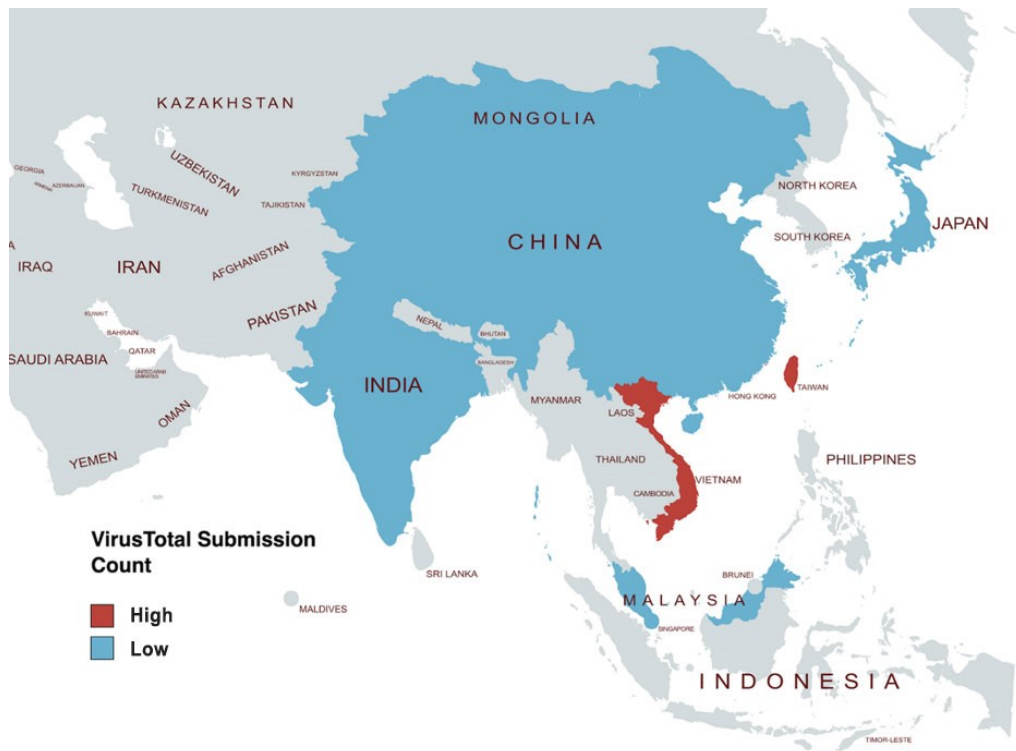 KAZAKHSTAN
MONGOLIA
GEORGIA
ARMENIA
AZERBAIJAN
UZBEKISTAN
KYRGYZSTAN
TURKMENISTAN
TAJIKISTAN
NORTH KOREA
SOUTH KOREA
JAPAN
CHINA
A
IRAQ
IRAN
AFGHANISTAN
PAKISTAN
KUWAIT
BAHRAIN
QATAR
SAUDI ARABIA
UNITED ARAB
EMIRATES
OMAN
YEMEN
NEPAL
BHUTAN
BANGLADESH
INDIA
MYANMAR
LAOS
HONG KONG
TAIWAN
THAILAND
VIETNAM
CAMBODIA
PHILIPPINES
SRI LANKA
MALDIVES
BRUNEI
MALAYSIA
SINGAPORE
INDONESIA
TIMOR-LESTE
VirusTotal Submission
Count
High
Low